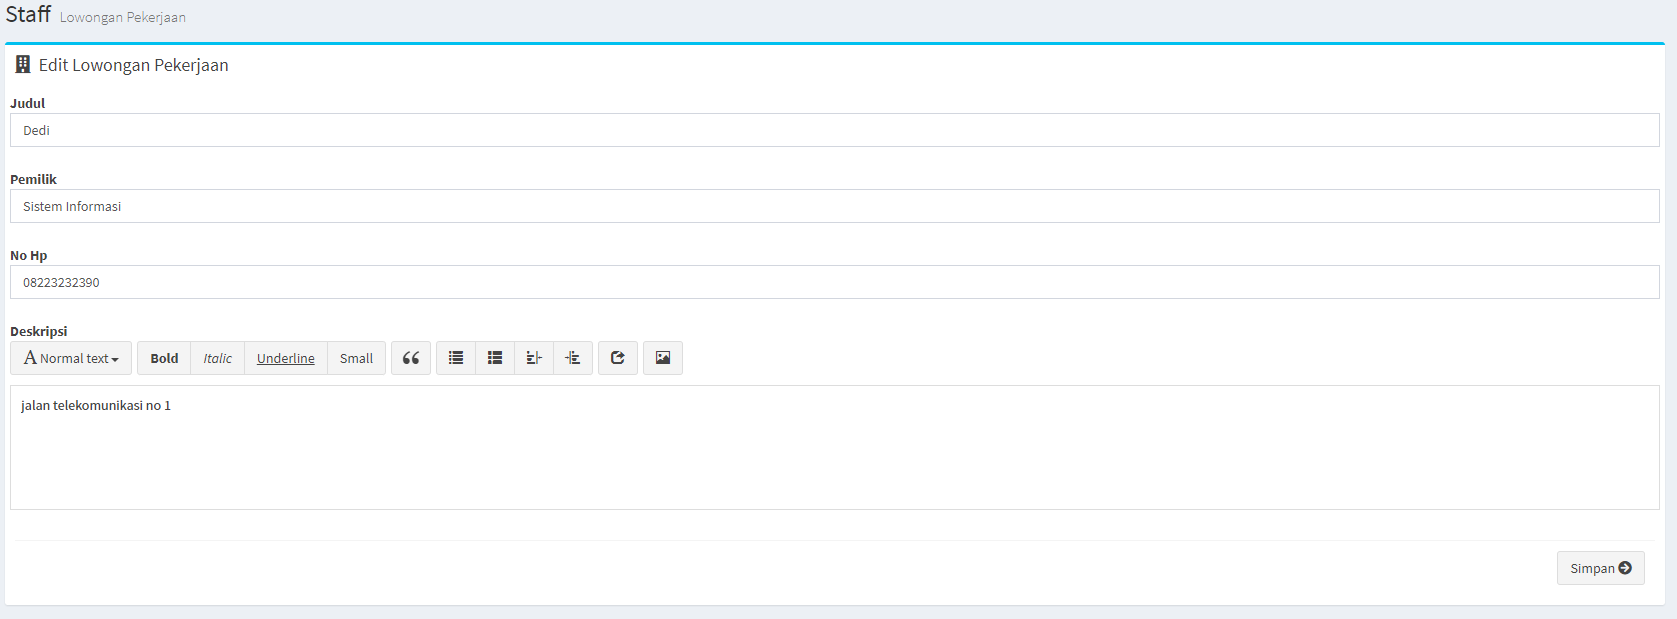 Staff Lowongan Pekerjaan
Edit Lowongan Pekerjaan
Judul
Dedi
Pemilik
Sistem Informasi
No Hp
08223232390
Deskripsi
A Normal text Bold Italic Underline Small
jalan telekomunikasi no 1
Simpan